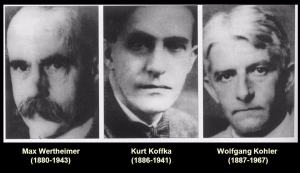 Max Wertheimer
(1880-1943)
Kurt Koffka
(1886-1941)
Wolfgang Kohler
(1887-1967)